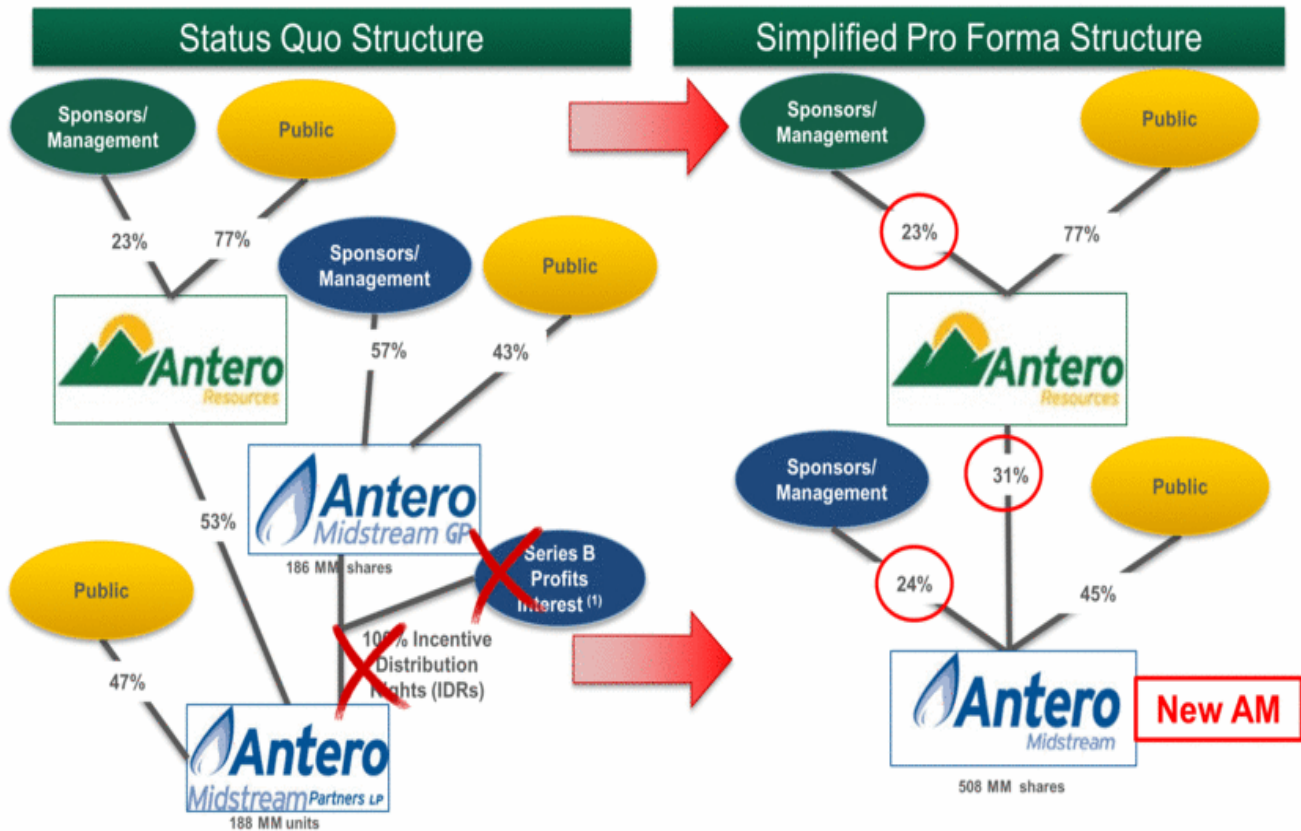 Status Quo Structure
Simplified Pro Forma Structure
Sponsors/
Management
Public
23%
77%
Sponsors/
Management
Public
57%
43%
Antero
Resources
53%
Antero
Midstream GP
186 MM shares
Series B
Profits
Interest (1)
100% Incentive
Distribution
Rights (IDRs)
Public
47%
Antero
Midstream Partners LP
188 MM units
Sponsors/
Management
Public
23%
77%
Antero
Resources
Sponsors/
Management
31%
Public
24%
45%
Antero
Midstream
New AM
508 MM shares